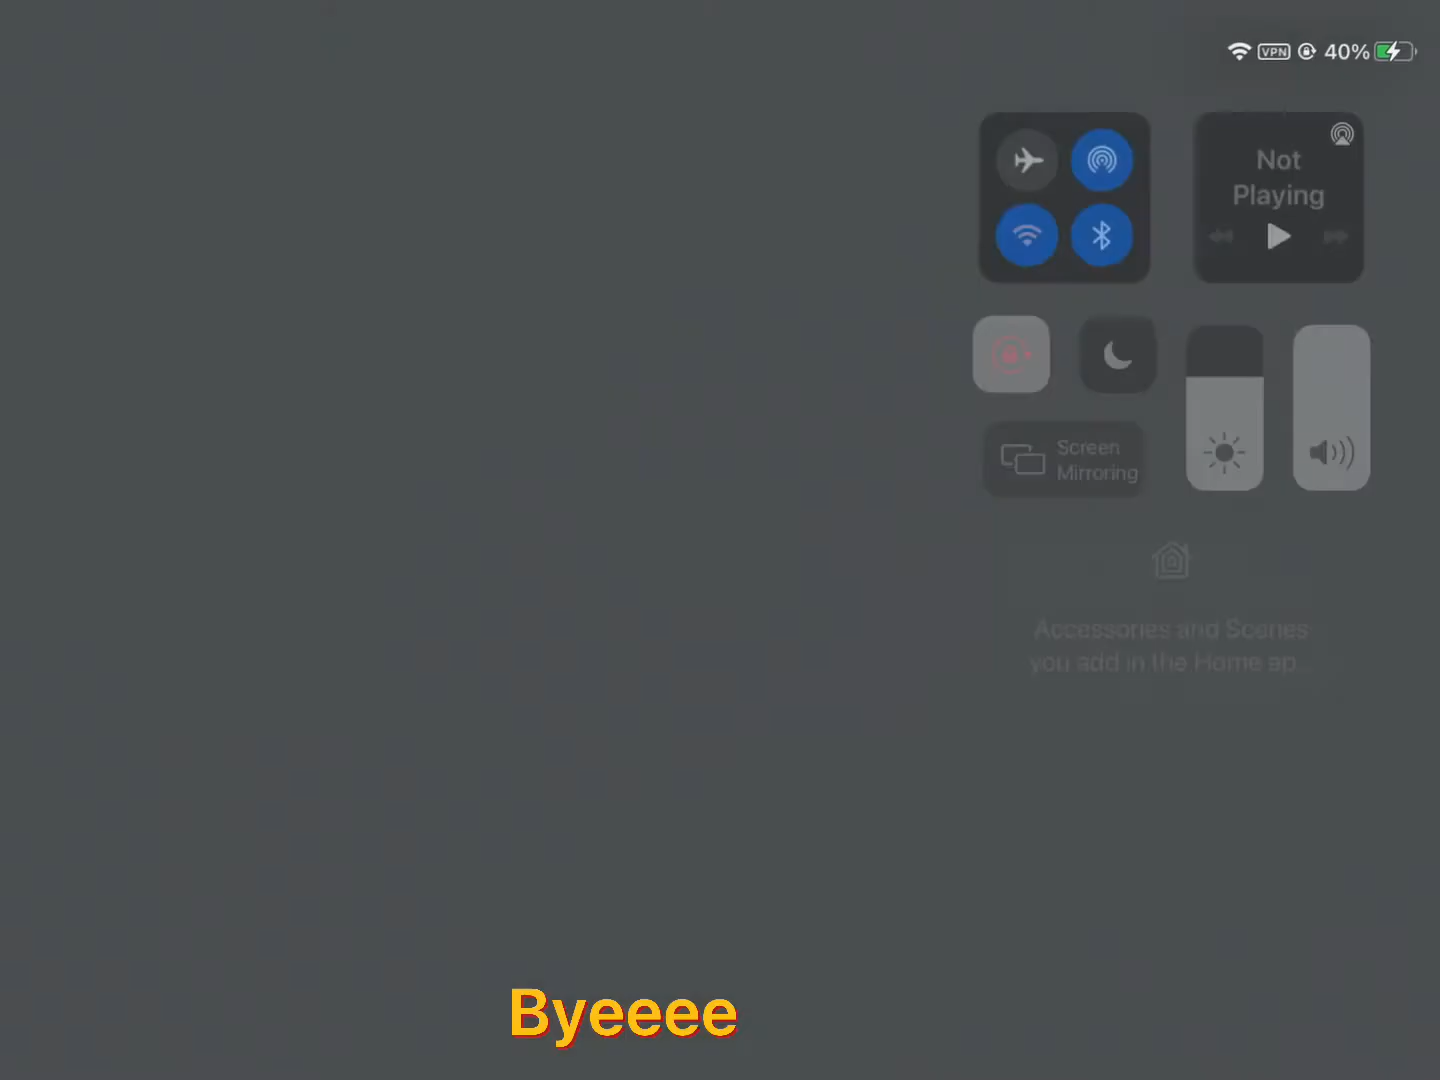 VPN 40%
Not
Playing
Screen
Mirroring
Accessories and Scenes
you add in the Home ap...
Byeeee